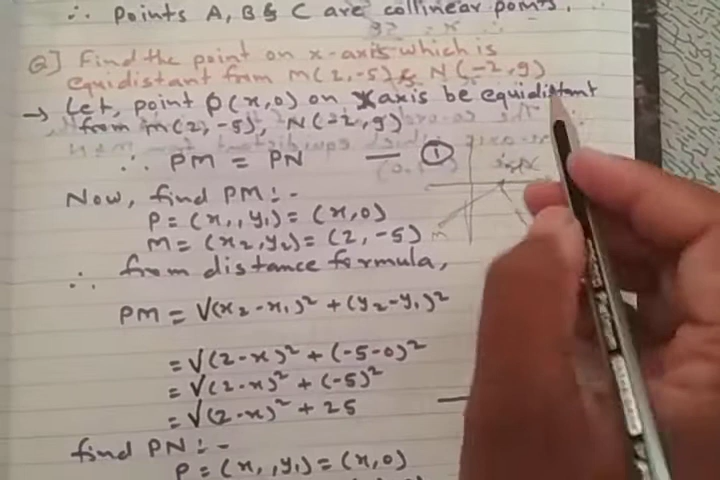 ∴ Points A, B & C are collinear points.
Q] Find the point on x-axis which is
equidistant from M(2,-5) & N(-2,9)
→ Let, point P(x,0) on X axis be equidistant
from M(2,-5), N(-2,9)
∴ PM = PN — ①
Now, find PM:-
P = (x₁,y₁) = (x,0)
M = (x₂,y₂) = (2,-5)
∴ from distance formula,
PM = √(x₂-x₁)² + (y₂-y₁)²
= √(2-x)² + (-5-0)²
= √(2-x)² + (-5)²
= √(2-x)² + 25
find PN:-
P = (x₁,y₁) = (x,0)